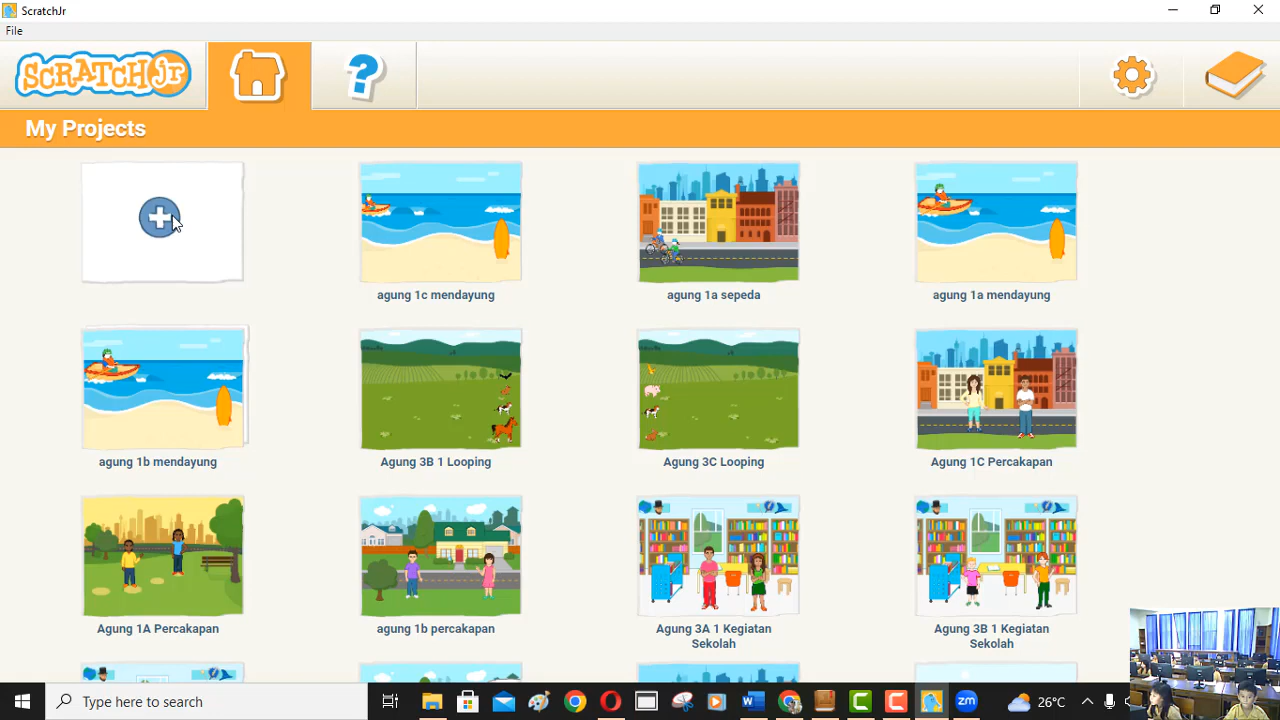 ScratchJr
File
SCRATCH Jr
My Projects
agung 1c mendayung
agung 1a sepeda
agung 1a mendayung
agung 1b mendayung
Agung 3B 1 Looping
Agung 3C Looping
Agung 1C Percakapan
Agung 1A Percakapan
agung 1b percakapan
Agung 3A 1 Kegiatan
Sekolah
Agung 3B 1 Kegiatan
Sekolah
Type here to search
26°C